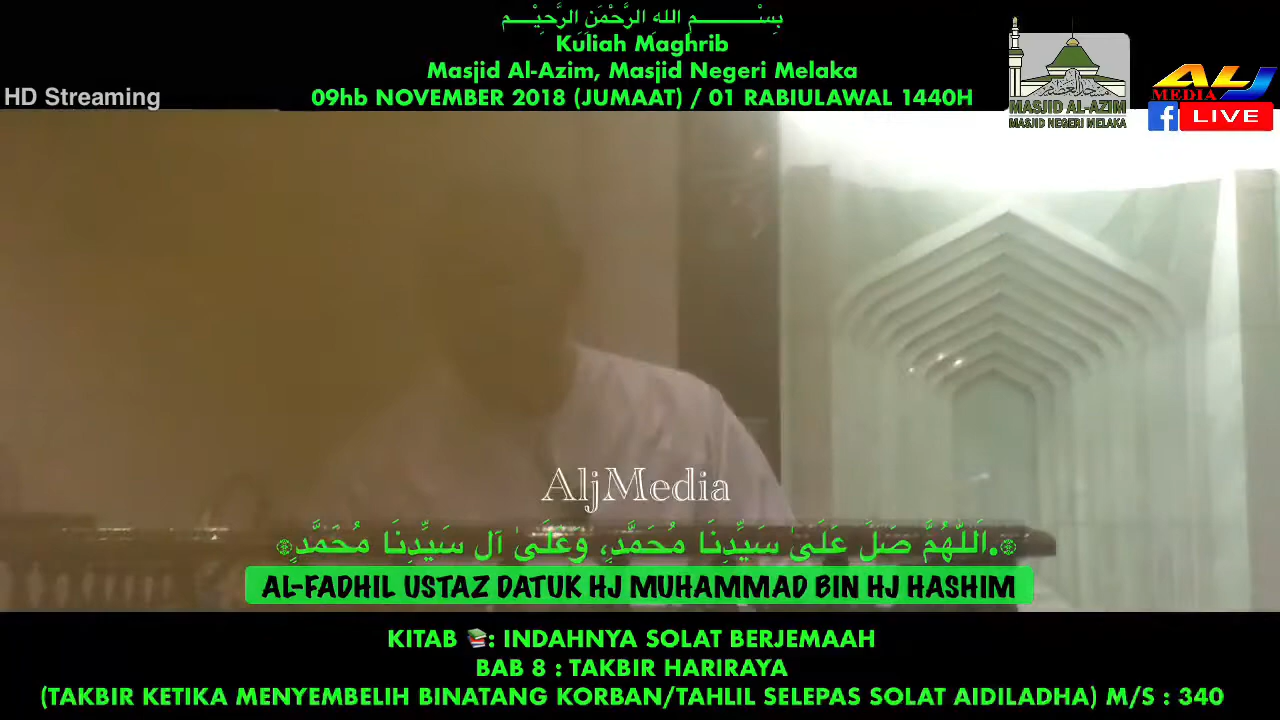 بِسْــــــــمِ اللهِ الرَّحْمَنِ الرَّحِيْــــمِ
Kuliah Maghrib
Masjid Al-Azim, Masjid Negeri Melaka
09hb NOVEMBER 2018 (JUMAAT) / 01 RABIULAWAL 1440H
HD Streaming
MASJID AL-AZIM
MASJID NEGERI MELAKA
AJ
MEDIA
f LIVE
AljMedia
۞اَللّٰهُمَّ صَلَّ عَلَىٰ سَيِّدِنَا مُحَمَّدٍ، وَعَلَىٰ آلِ سَيِّدِنَا مُحَمَّدٍ.۞
AL-FADHIL USTAZ DATUK HJ MUHAMMAD BIN HJ HASHIM
KITAB 📚: INDAHNYA SOLAT BERJEMAAH
BAB 8 : TAKBIR HARIRAYA
(TAKBIR KETIKA MENYEMBELIH BINATANG KORBAN/TAHLIL SELEPAS SOLAT AIDILADHA) M/S : 340